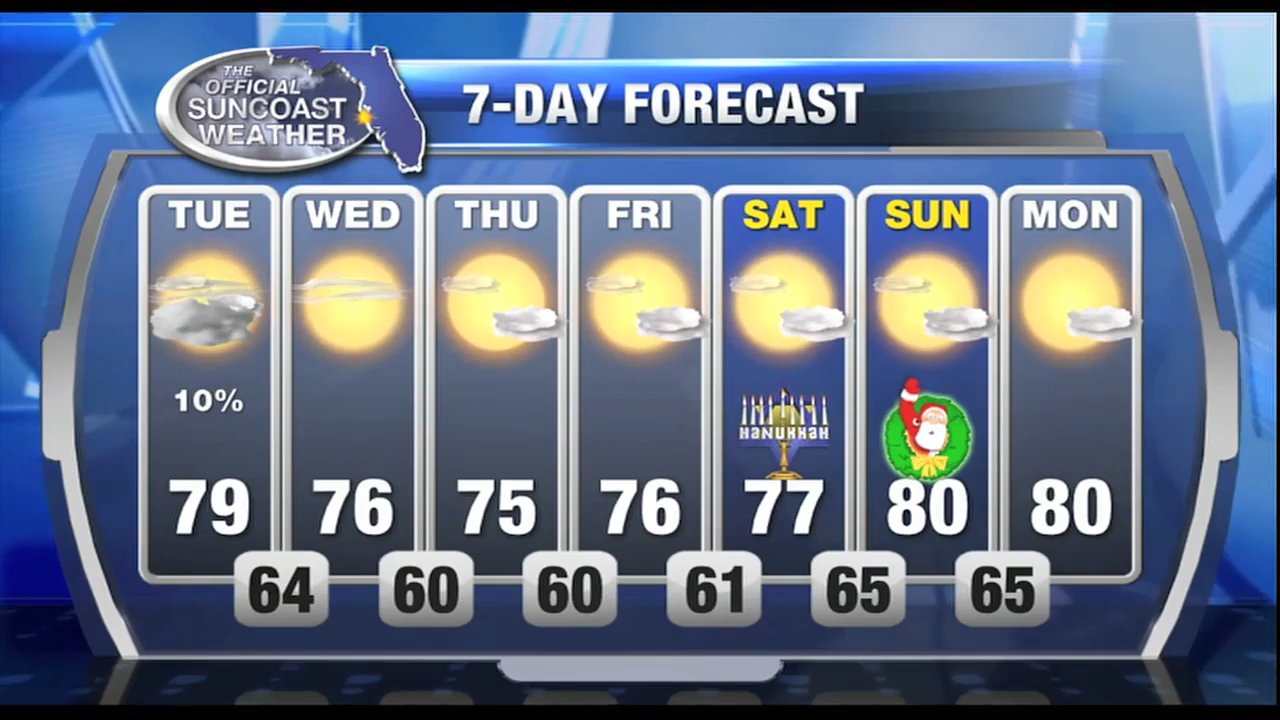 THE
OFFICIAL
SUNCOAST
WEATHER
7-DAY FORECAST
TUE WED THU FRI SAT SUN MON
10%
HANUKKAH
79 76 75 76 77 80 80
64 60 60 61 65 65